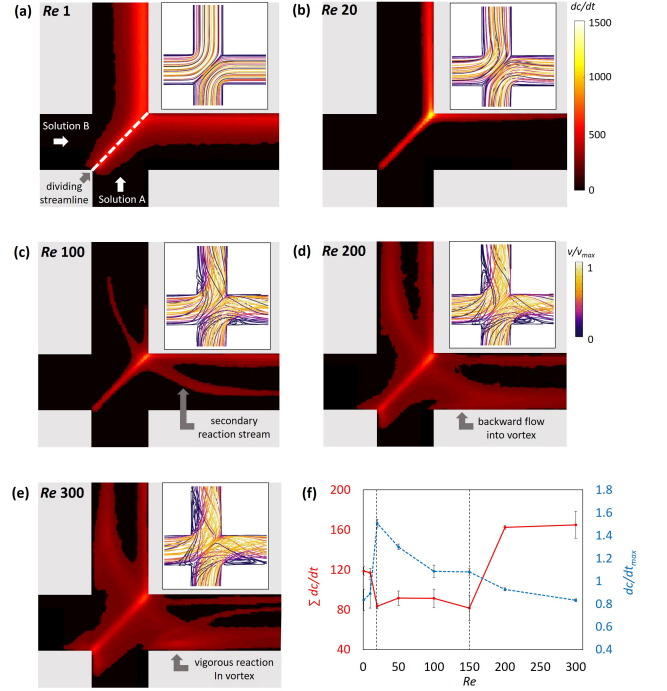 (a) Re 1
Solution B
dividing
streamline
Solution A
(b) Re 20
dc/dt
1500
1000
500
0
(c) Re 100
secondary
reaction stream
(d) Re 200
v/vmax
1
0
backward flow
into vortex
(e) Re 300
vigorous reaction
In vortex
(f)
200
160
120
80
40
∑ dc/dt
1.8
1.6
1.4
1.2
1
0.8
0.6
0.4
dc/dtmax
0 50 100 150 200 250 300
Re